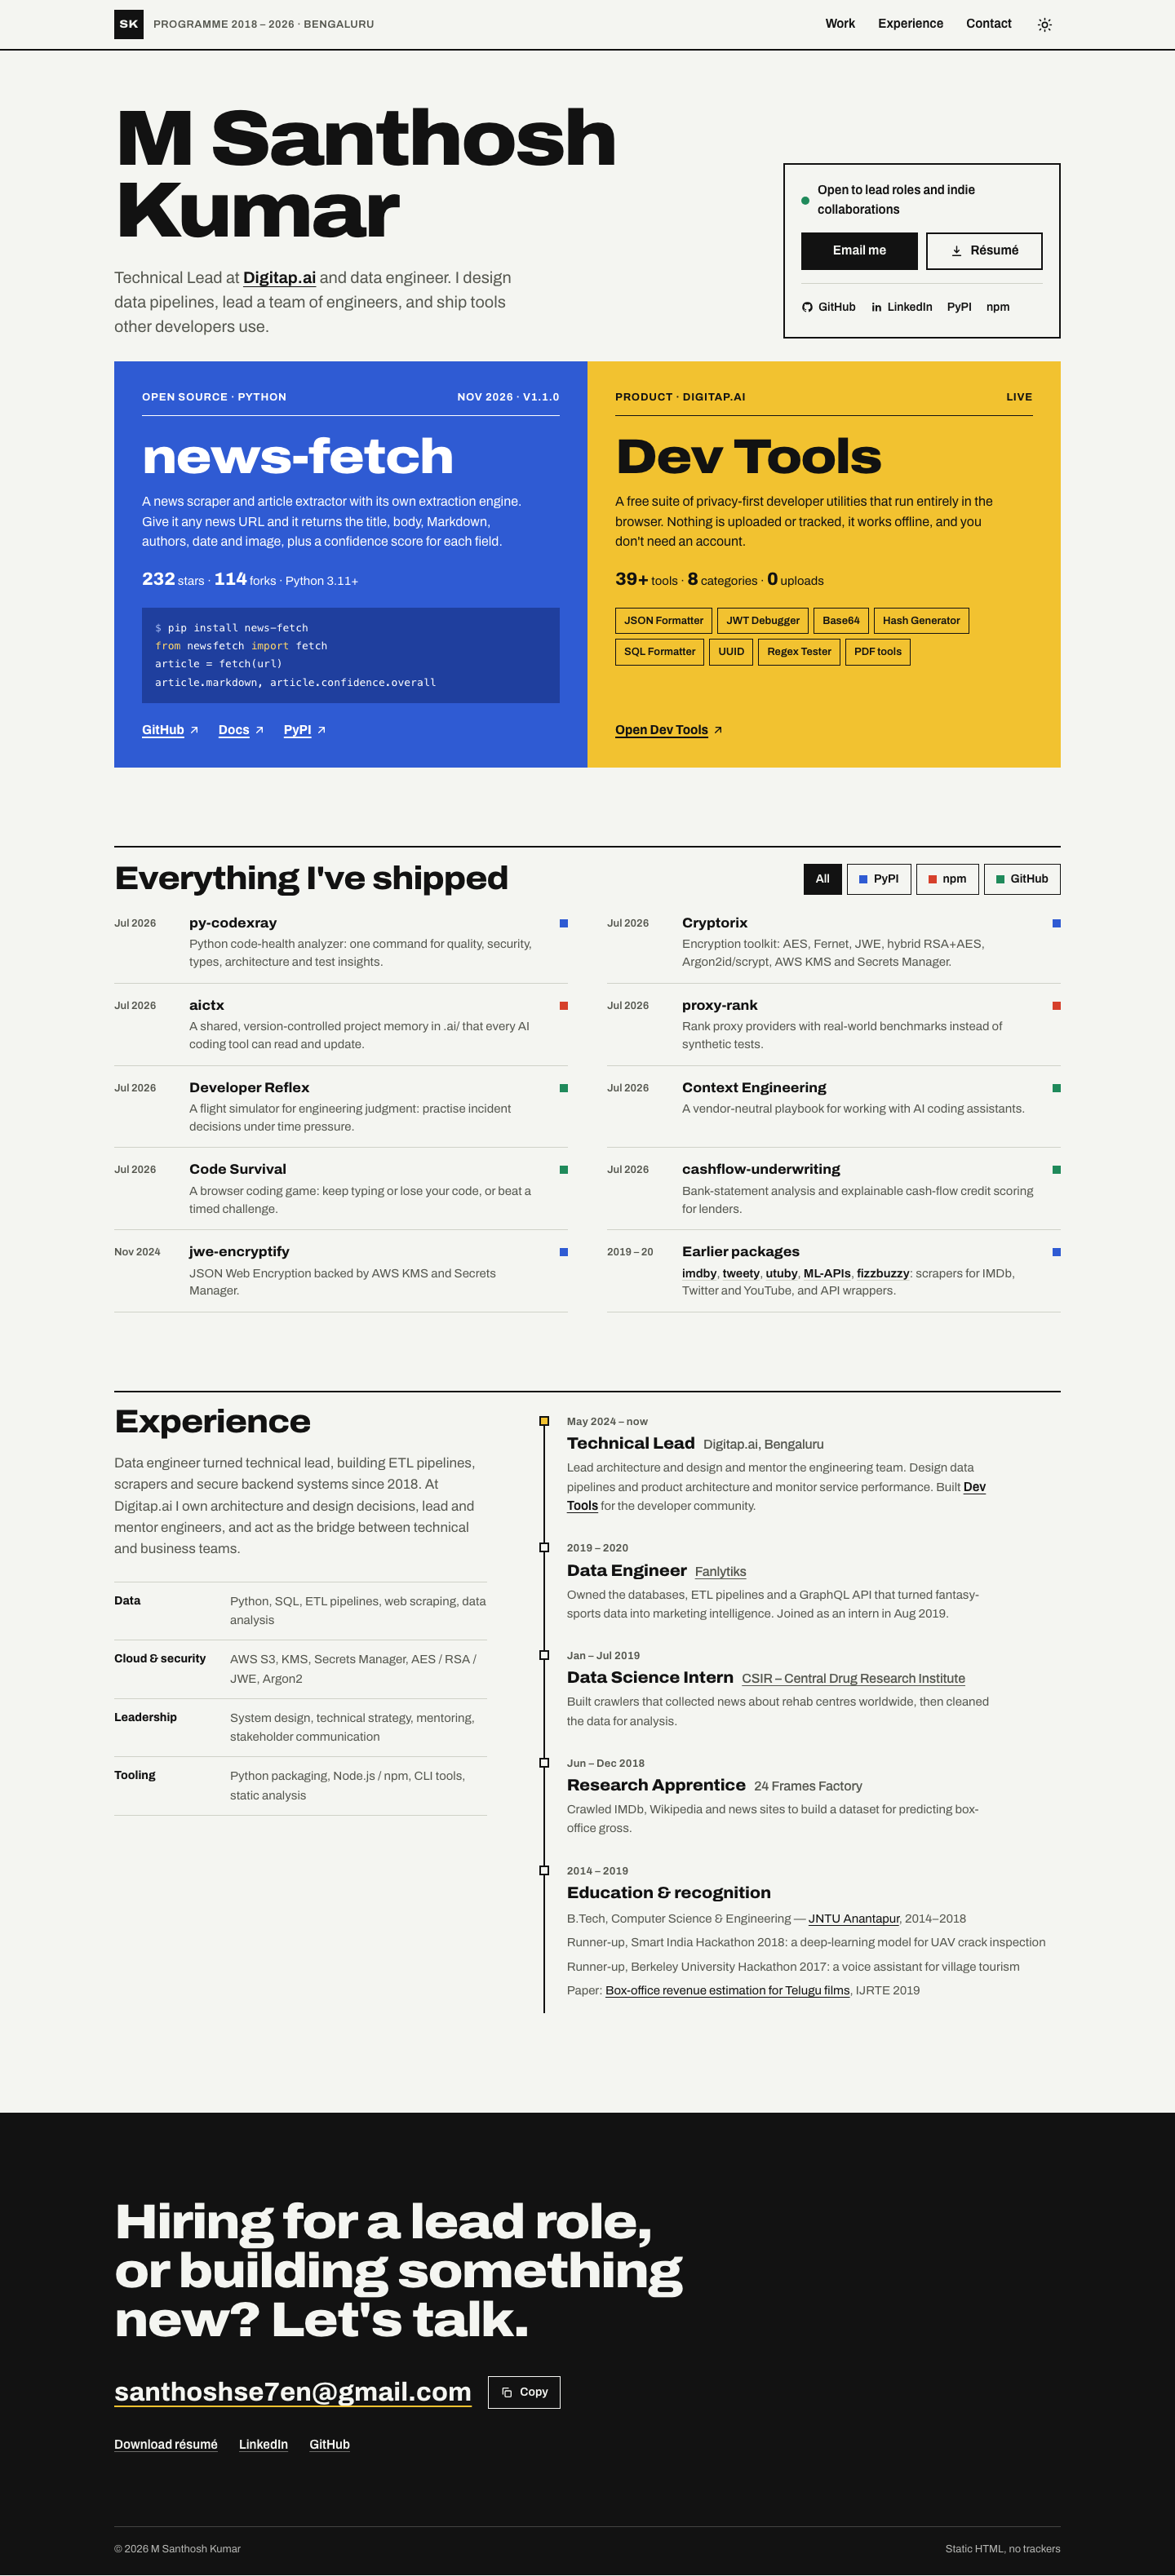 SK
PROGRAMME 2018 – 2026 · BENGALURU
Work Experience Contact
M Santhosh
Kumar
Technical Lead at Digitap.ai and data engineer. I design
data pipelines, lead a team of engineers, and ship tools
other developers use.
Open to lead roles and indie
collaborations
Email me
Résumé
GitHub LinkedIn PyPI npm
OPEN SOURCE · PYTHON NOV 2026 · V1.1.0
news-fetch
A news scraper and article extractor with its own extraction engine.
Give it any news URL and it returns the title, body, Markdown,
authors, date and image, plus a confidence score for each field.
232 stars · 114 forks · Python 3.11+
$ pip install news-fetch
from newsfetch import fetch
article = fetch(url)
article.markdown, article.confidence.overall
GitHub ↗ Docs ↗ PyPI ↗
PRODUCT · DIGITAP.AI LIVE
Dev Tools
A free suite of privacy-first developer utilities that run entirely in the
browser. Nothing is uploaded or tracked, it works offline, and you
don't need an account.
39+ tools · 8 categories · 0 uploads
JSON Formatter JWT Debugger Base64 Hash Generator
SQL Formatter UUID Regex Tester PDF tools
Open Dev Tools ↗
Everything I've shipped
All PyPI npm GitHub
Jul 2026
py-codexray
Python code-health analyzer: one command for quality, security,
types, architecture and test insights.
Jul 2026
Cryptorix
Encryption toolkit: AES, Fernet, JWE, hybrid RSA+AES,
Argon2id/scrypt, AWS KMS and Secrets Manager.
Jul 2026
aictx
A shared, version-controlled project memory in .ai/ that every AI
coding tool can read and update.
Jul 2026
proxy-rank
Rank proxy providers with real-world benchmarks instead of
synthetic tests.
Jul 2026
Developer Reflex
A flight simulator for engineering judgment: practise incident
decisions under time pressure.
Jul 2026
Context Engineering
A vendor-neutral playbook for working with AI coding assistants.
Jul 2026
Code Survival
A browser coding game: keep typing or lose your code, or beat a
timed challenge.
Jul 2026
cashflow-underwriting
Bank-statement analysis and explainable cash-flow credit scoring
for lenders.
Nov 2024
jwe-encryptify
JSON Web Encryption backed by AWS KMS and Secrets
Manager.
2019 – 20
Earlier packages
imdby, tweety, utuby, ML-APIs, fizzbuzzy: scrapers for IMDb,
Twitter and YouTube, and API wrappers.
Experience
Data engineer turned technical lead, building ETL pipelines,
scrapers and secure backend systems since 2018. At
Digitap.ai I own architecture and design decisions, lead and
mentor engineers, and act as the bridge between technical
and business teams.
Data
Python, SQL, ETL pipelines, web scraping, data
analysis
Cloud & security
AWS S3, KMS, Secrets Manager, AES / RSA /
JWE, Argon2
Leadership
System design, technical strategy, mentoring,
stakeholder communication
Tooling
Python packaging, Node.js / npm, CLI tools,
static analysis
May 2024 – now
Technical Lead Digitap.ai, Bengaluru
Lead architecture and design and mentor the engineering team. Design data
pipelines and product architecture and monitor service performance. Built Dev
Tools for the developer community.
2019 – 2020
Data Engineer Fanlytiks
Owned the databases, ETL pipelines and a GraphQL API that turned fantasy-
sports data into marketing intelligence. Joined as an intern in Aug 2019.
Jan – Jul 2019
Data Science Intern CSIR – Central Drug Research Institute
Built crawlers that collected news about rehab centres worldwide, then cleaned
the data for analysis.
Jun – Dec 2018
Research Apprentice 24 Frames Factory
Crawled IMDb, Wikipedia and news sites to build a dataset for predicting box-
office gross.
2014 – 2019
Education & recognition
B.Tech, Computer Science & Engineering — JNTU Anantapur, 2014–2018
Runner-up, Smart India Hackathon 2018: a deep-learning model for UAV crack inspection
Runner-up, Berkeley University Hackathon 2017: a voice assistant for village tourism
Paper: Box-office revenue estimation for Telugu films, IJRTE 2019
Hiring for a lead role,
or building something
new? Let's talk.
santhoshse7en@gmail.com
Copy
Download résumé LinkedIn GitHub
© 2026 M Santhosh Kumar
Static HTML, no trackers